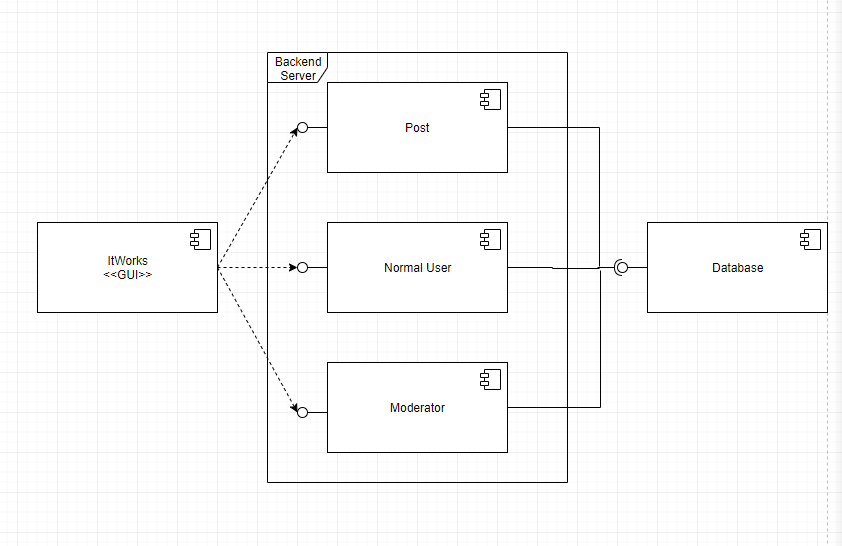 Backend
Server
Post
ItWorks
<<GUI>>
Normal User
Database
Moderator